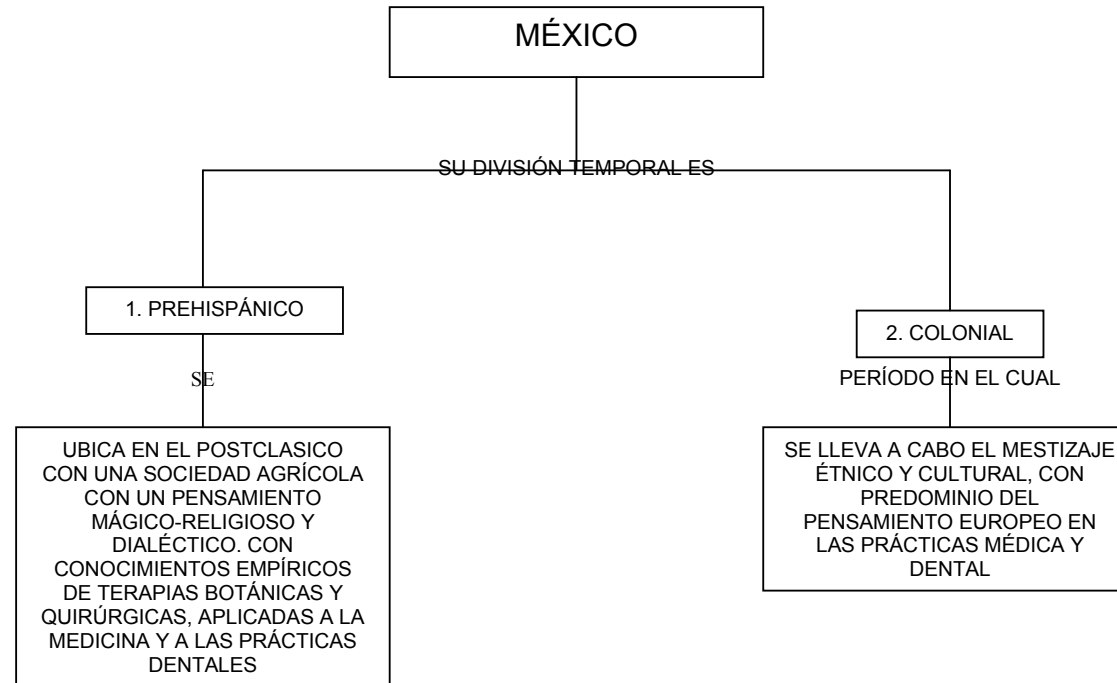 MÉXICO
SU DIVISIÓN TEMPORAL ES
1. PREHISPÁNICO
SE
UBICA EN EL POSTCLASICO
CON UNA SOCIEDAD AGRÍCOLA
CON UN PENSAMIENTO
MÁGICO-RELIGIOSO Y
DIALÉCTICO. CON
CONOCIMIENTOS EMPÍRICOS
DE TERAPIAS BOTÁNICAS Y
QUIRÚRGICAS, APLICADAS A LA
MEDICINA Y A LAS PRÁCTICAS
DENTALES
2. COLONIAL
PERÍODO EN EL CUAL
SE LLEVA A CABO EL MESTIZAJE
ÉTNICO Y CULTURAL, CON
PREDOMINIO DEL
PENSAMIENTO EUROPEO EN
LAS PRÁCTICAS MÉDICA Y
DENTAL